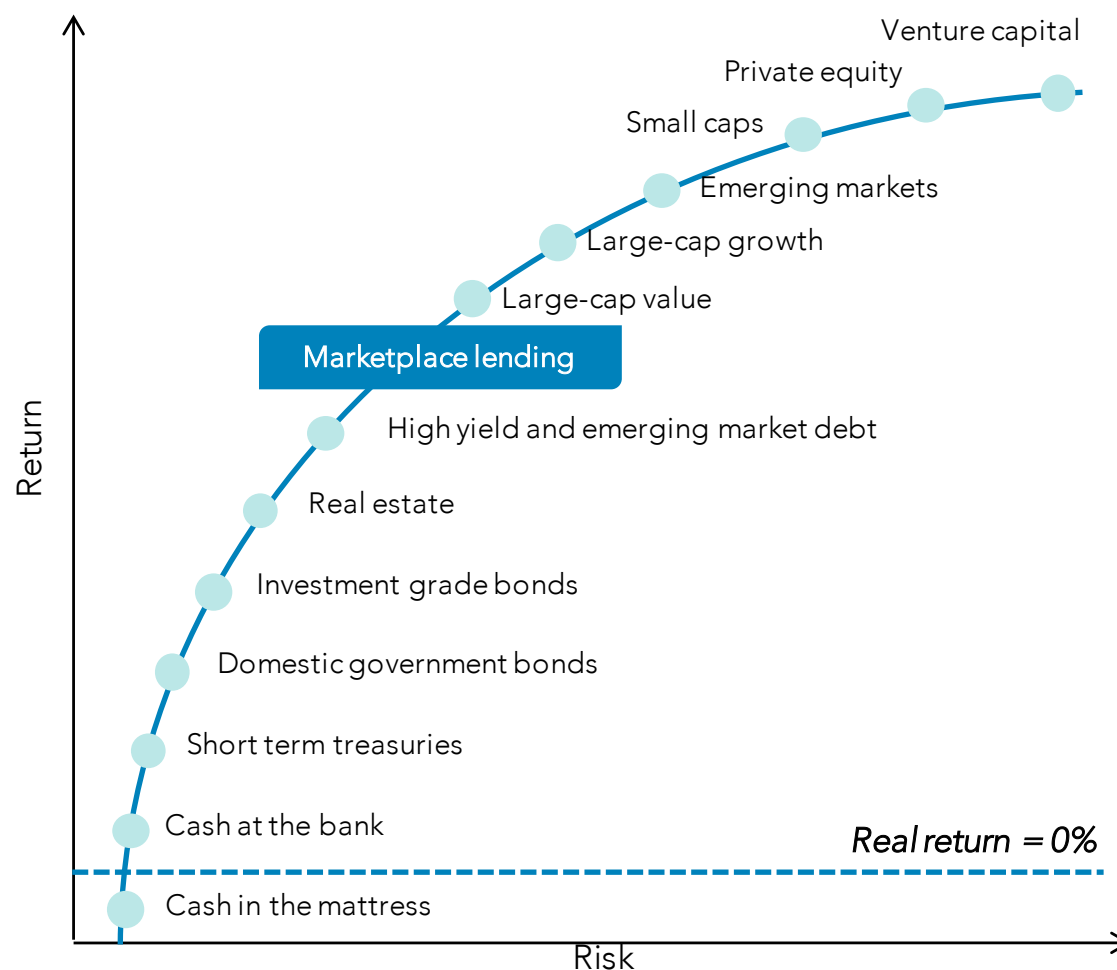 Venture capital
Private equity
Small caps
Emerging markets
Large-cap growth
Large-cap value
Marketplace lending
High yield and emerging market debt
Return
Real estate
Investment grade bonds
Domestic government bonds
Short term treasuries
Cash at the bank
Real return = 0%
Cash in the mattress
Risk